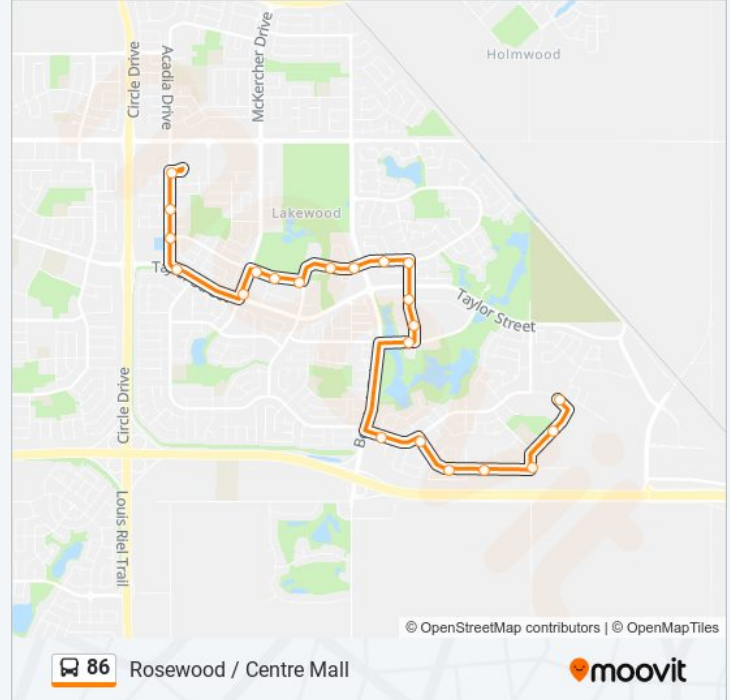 Holmwood
Circle Drive
Acadia Drive
McKercher Drive
Lakewood
Taylor Street
Circle Drive
Louis Riel Trail
© OpenStreetMap contributors | © OpenMapTiles
86 Rosewood / Centre Mall
moovit